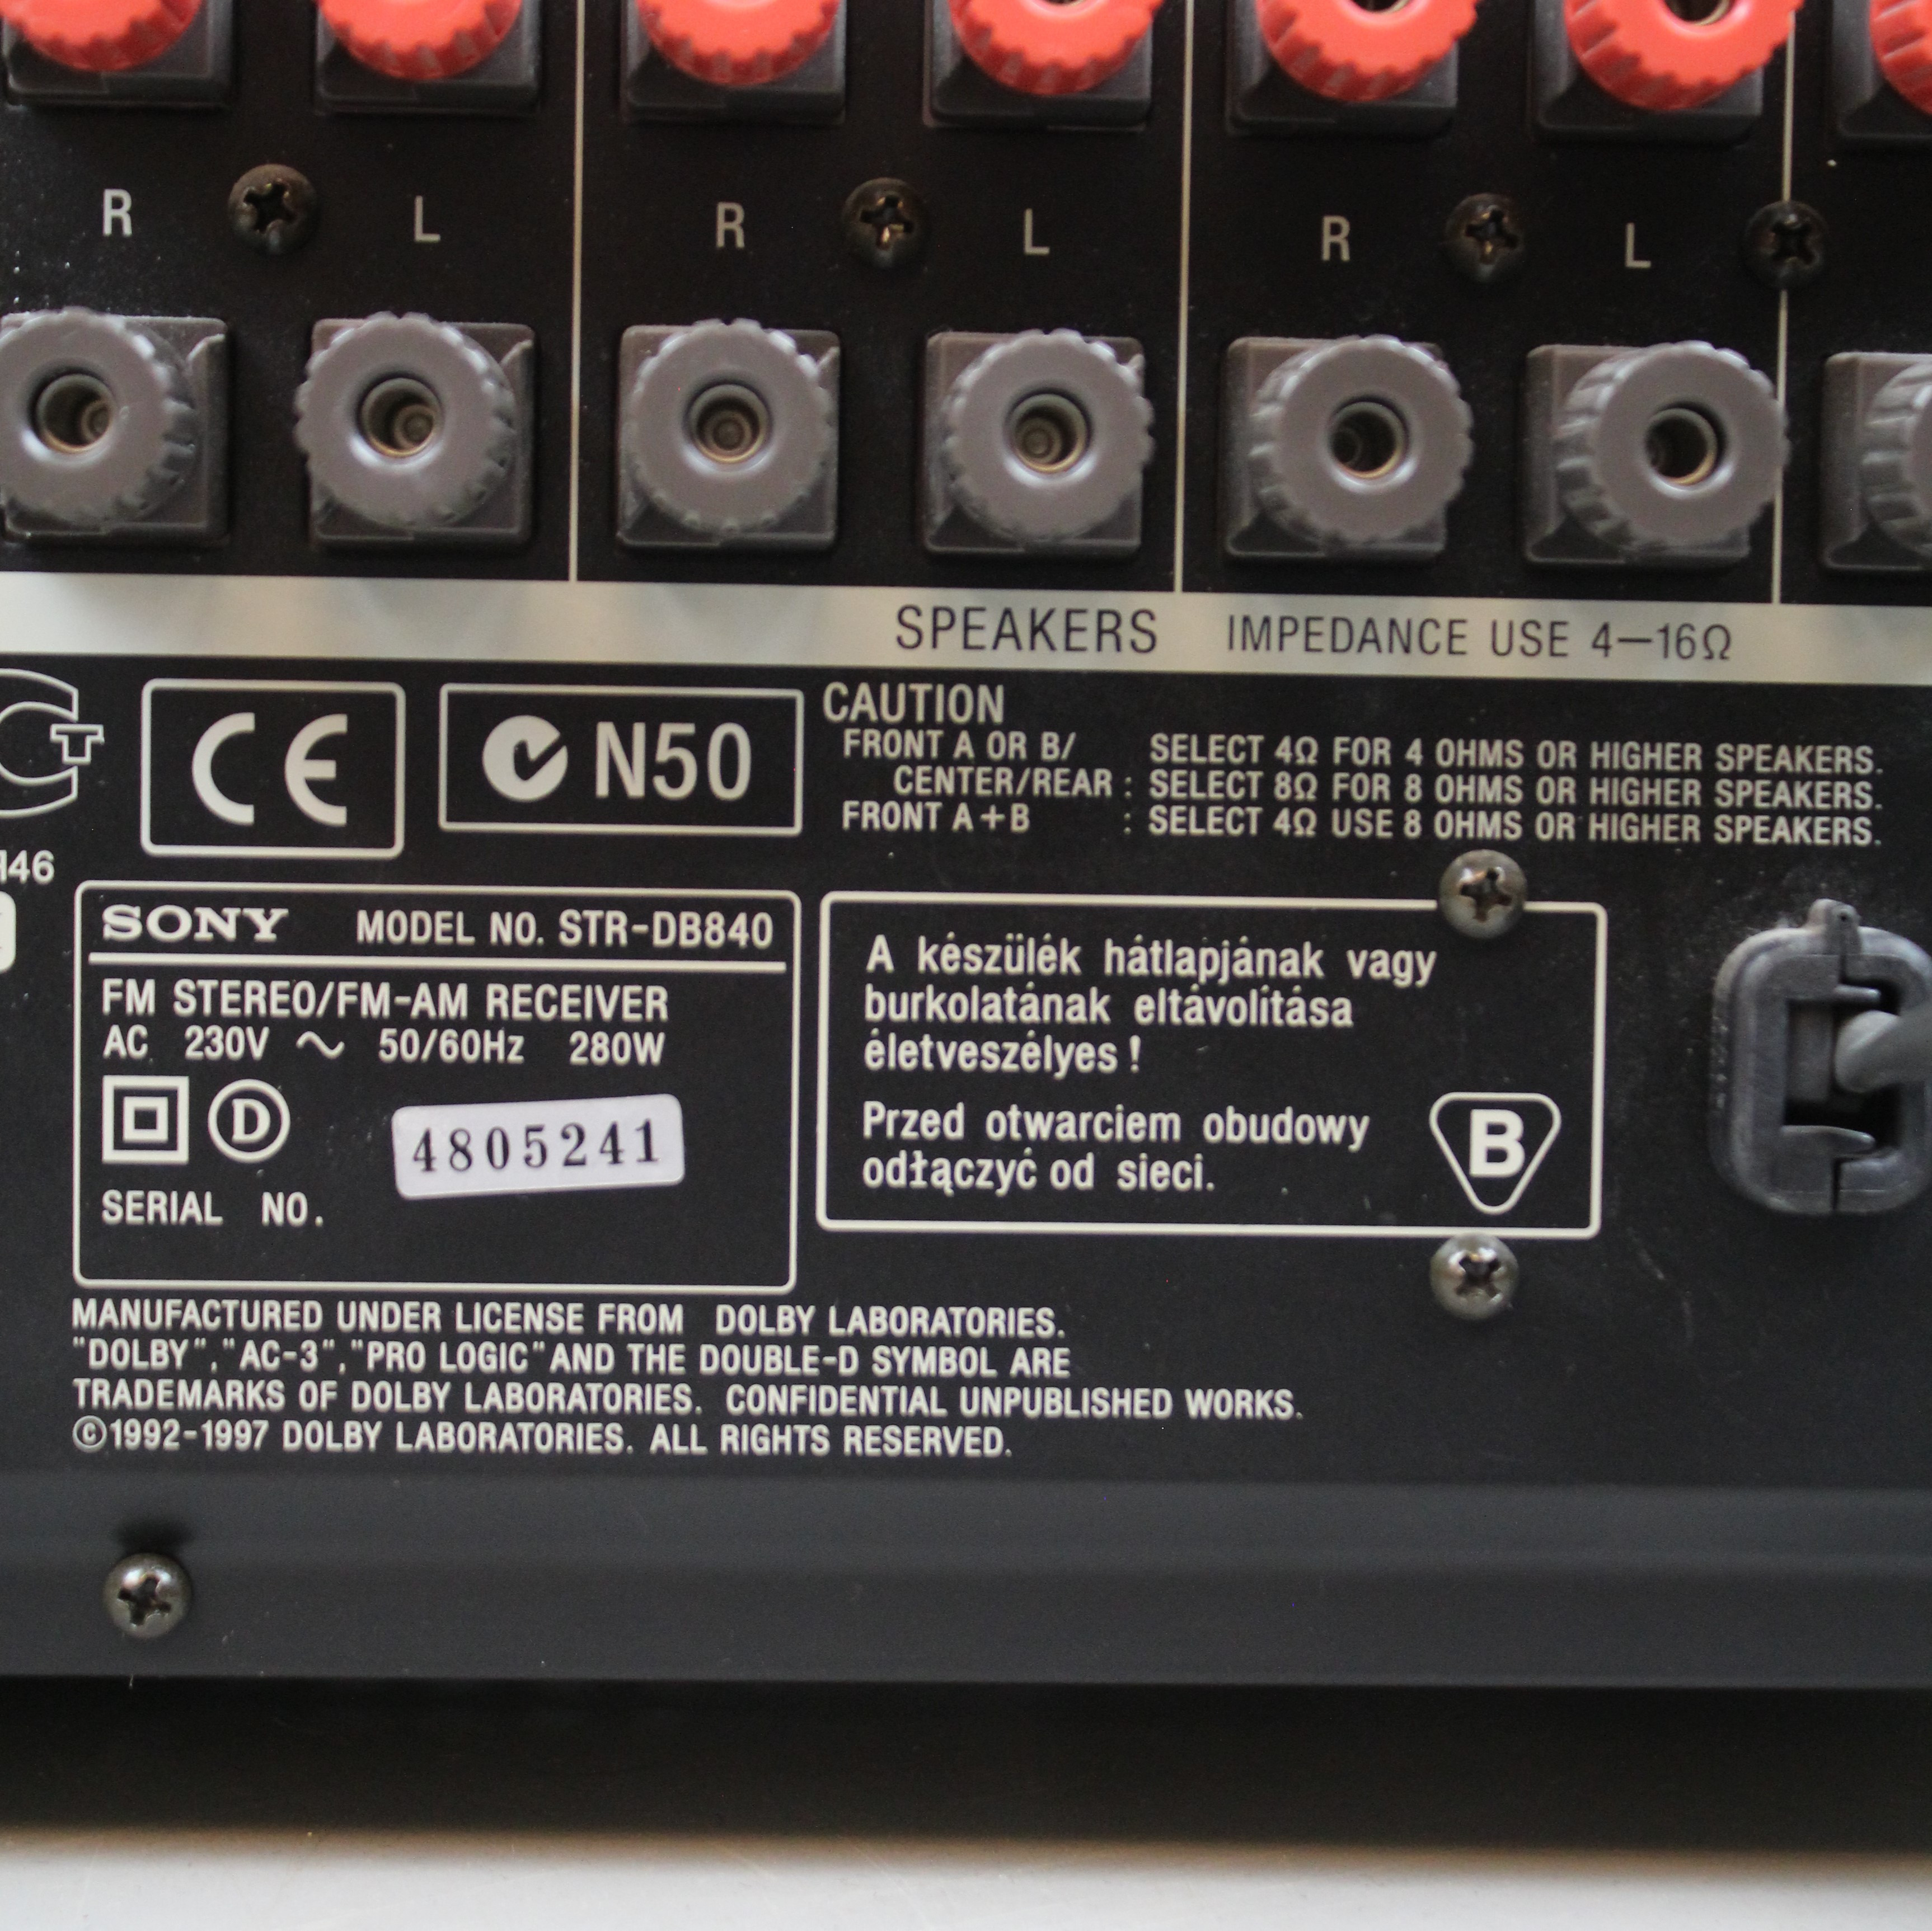 R L R L R L
SPEAKERS IMPEDANCE USE 4—16Ω
CE
N50
CAUTION
FRONT A OR B/ SELECT 4Ω FOR 4 OHMS OR HIGHER SPEAKERS.
CENTER/REAR : SELECT 8Ω FOR 8 OHMS OR HIGHER SPEAKERS.
FRONT A+B : SELECT 4Ω USE 8 OHMS OR HIGHER SPEAKERS.
SONY MODEL NO. STR-DB840
FM STEREO/FM-AM RECEIVER
AC 230V ~ 50/60Hz 280W
D
4805241
SERIAL NO.
A készülék hátlapjának vagy
burkolatának eltávolítása
életveszélyes !
Przed otwarciem obudowy
odłączyć od sieci.
B
MANUFACTURED UNDER LICENSE FROM DOLBY LABORATORIES.
"DOLBY","AC-3","PRO LOGIC"AND THE DOUBLE-D SYMBOL ARE
TRADEMARKS OF DOLBY LABORATORIES. CONFIDENTIAL UNPUBLISHED WORKS.
©1992-1997 DOLBY LABORATORIES. ALL RIGHTS RESERVED.